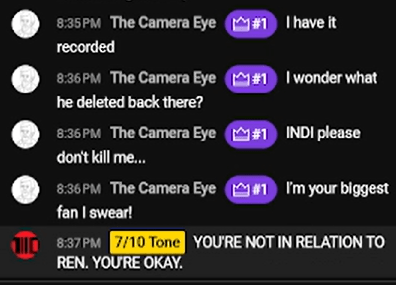 8:35 PM The Camera Eye #1 I have it
recorded
8:36 PM The Camera Eye #1 I wonder what
he deleted back there?
8:36 PM The Camera Eye #1 INDI please
don't kill me...
8:36 PM The Camera Eye #1 I'm your biggest
fan I swear!
8:37 PM 7/10 Tone YOU'RE NOT IN RELATION TO
REN. YOU'RE OKAY.